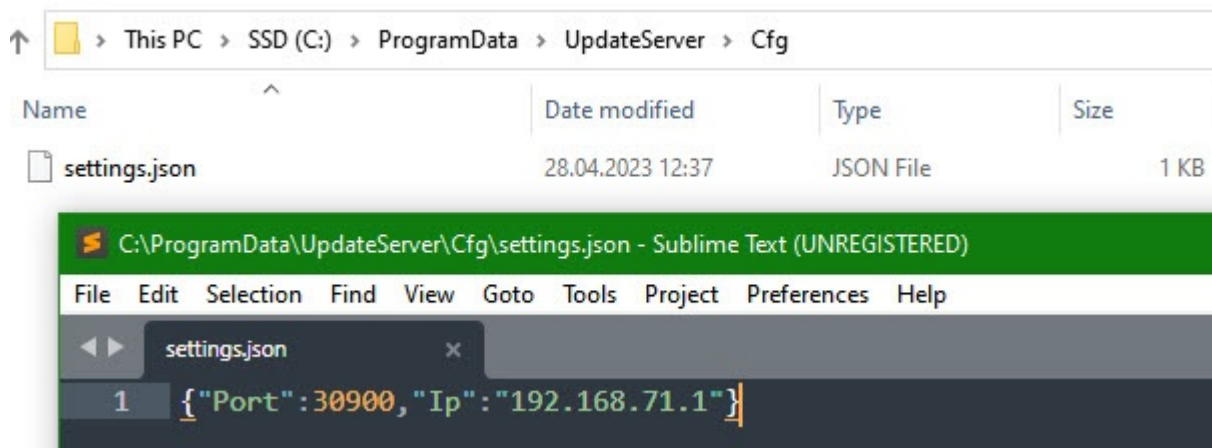 This PC > SSD (C:) > ProgramData > UpdateServer > Cfg
Name Date modified Type Size
settings.json 28.04.2023 12:37 JSON File 1 KB
C:\ProgramData\UpdateServer\Cfg\settings.json - Sublime Text (UNREGISTERED)
File Edit Selection Find View Goto Tools Project Preferences Help
settings.json ×
1 {"Port":30900,"Ip":"192.168.71.1"}